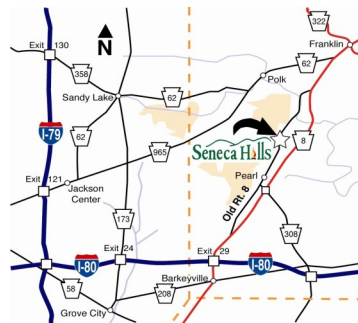 322
Franklin
Exit
130
N
358
62
Polk
62
Sandy Lake
I-79
62
Seneca Hills
8
965
Exit
121
Jackson
Center
Pearl
Old Rt. 8
173
308
Exit
24
Exit
29
I-80
I-80
Barkeyville
58
208
Grove City